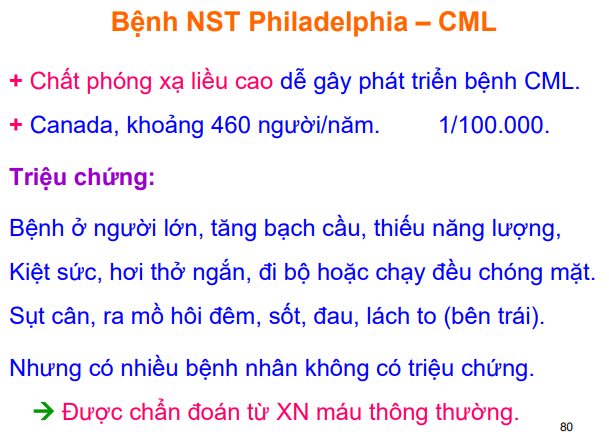 Bệnh NST Philadelphia – CML
+ Chất phóng xạ liều cao dễ gây phát triển bệnh CML.
+ Canada, khoảng 460 người/năm. 1/100.000.
Triệu chứng:
Bệnh ở người lớn, tăng bạch cầu, thiếu năng lượng,
Kiệt sức, hơi thở ngắn, đi bộ hoặc chạy đều chóng mặt.
Sụt cân, ra mồ hôi đêm, sốt, đau, lách to (bên trái).
Nhưng có nhiều bệnh nhân không có triệu chứng.
→ Được chẩn đoán từ XN máu thông thường.
80